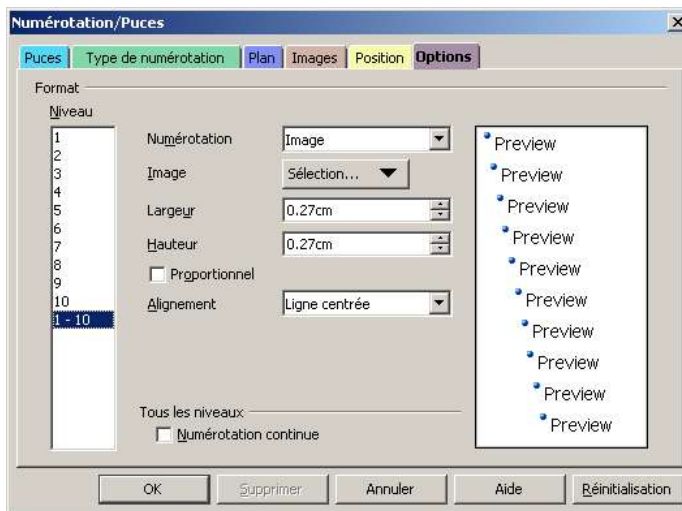 Numérotation/Puces
Puces Type de numérotation Plan Images Position Options
Format
Niveau
1
2
3
4
5
6
7
8
9
10
1 - 10
Numérotation Image
Image Sélection...
Largeur 0.27cm
Hauteur 0.27cm
Proportionnel
Alignement Ligne centrée
Tous les niveaux
Numérotation continue
Preview
Preview
Preview
Preview
Preview
Preview
Preview
Preview
Preview
Preview
OK Supprimer Annuler Aide Réinitialisation